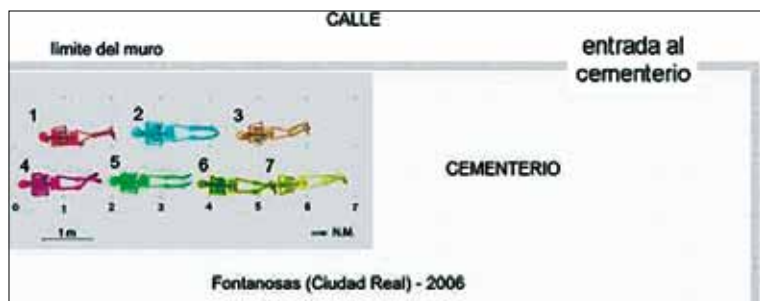 CALLE
limite del muro
entrada al
cementerio
1 2 3
4 5 6 7
CEMENTERIO
0 1 2 3 4 5 6 7
1 m
N.M.
Fontanosas (Ciudad Real) - 2006